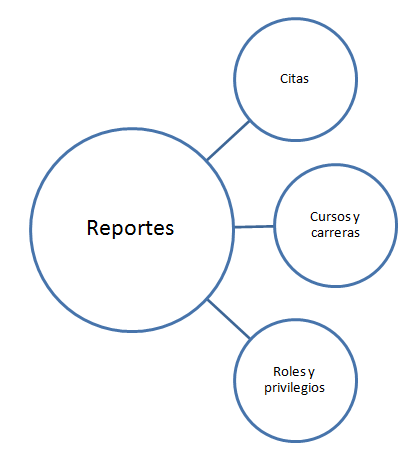 Citas
Reportes
Cursos y
carreras
Roles y
privilegios